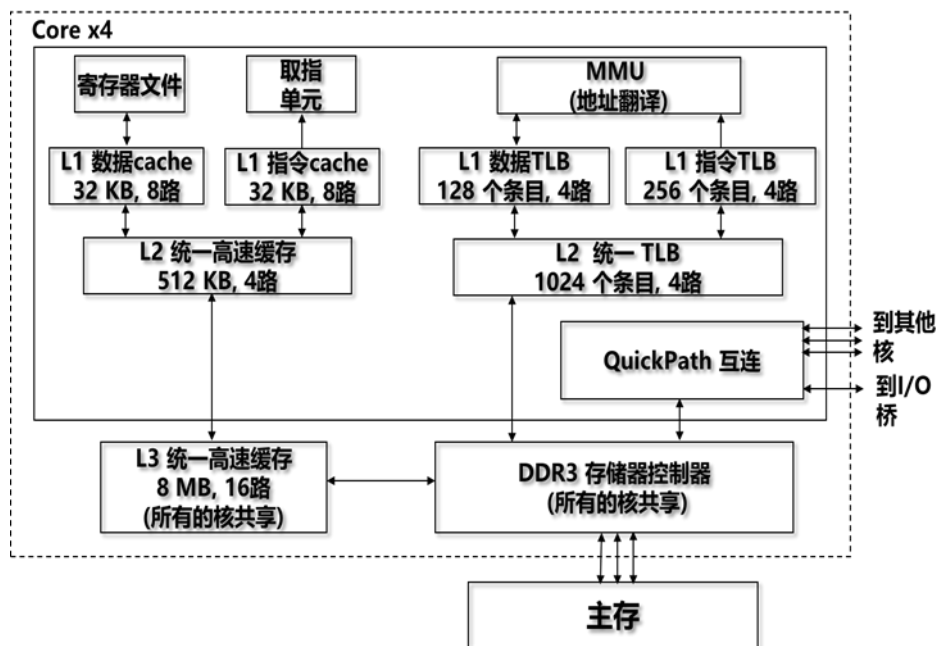 Core x4
寄存器文件
取指
单元
MMU
(地址翻译)
L1 数据cache
32 KB, 8路
L1 指令cache
32 KB, 8路
L1 数据TLB
128 个条目, 4路
L1 指令TLB
256 个条目, 4路
L2 统一高速缓存
512 KB, 4路
L2 统一 TLB
1024 个条目, 4路
QuickPath 互连
到其他
核
到I/O
桥
L3 统一高速缓存
8 MB, 16路
(所有的核共享)
DDR3 存储器控制器
(所有的核共享)
主存